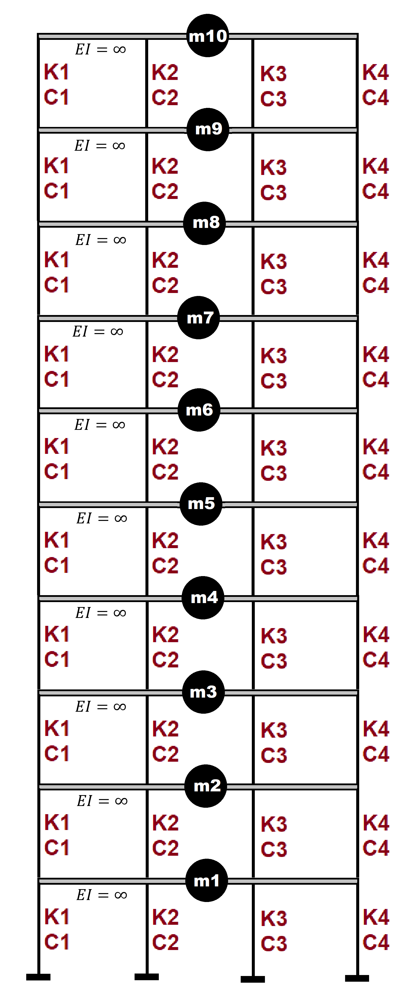 m10
EI = ∞
K1 K2 K3 K4
C1 C2 C3 C4
m9
EI = ∞
K1 K2 K3 K4
C1 C2 C3 C4
m8
EI = ∞
K1 K2 K3 K4
C1 C2 C3 C4
m7
EI = ∞
K1 K2 K3 K4
C1 C2 C3 C4
m6
EI = ∞
K1 K2 K3 K4
C1 C2 C3 C4
m5
EI = ∞
K1 K2 K3 K4
C1 C2 C3 C4
m4
EI = ∞
K1 K2 K3 K4
C1 C2 C3 C4
m3
EI = ∞
K1 K2 K3 K4
C1 C2 C3 C4
m2
EI = ∞
K1 K2 K3 K4
C1 C2 C3 C4
m1
EI = ∞
K1 K2 K3 K4
C1 C2 C3 C4